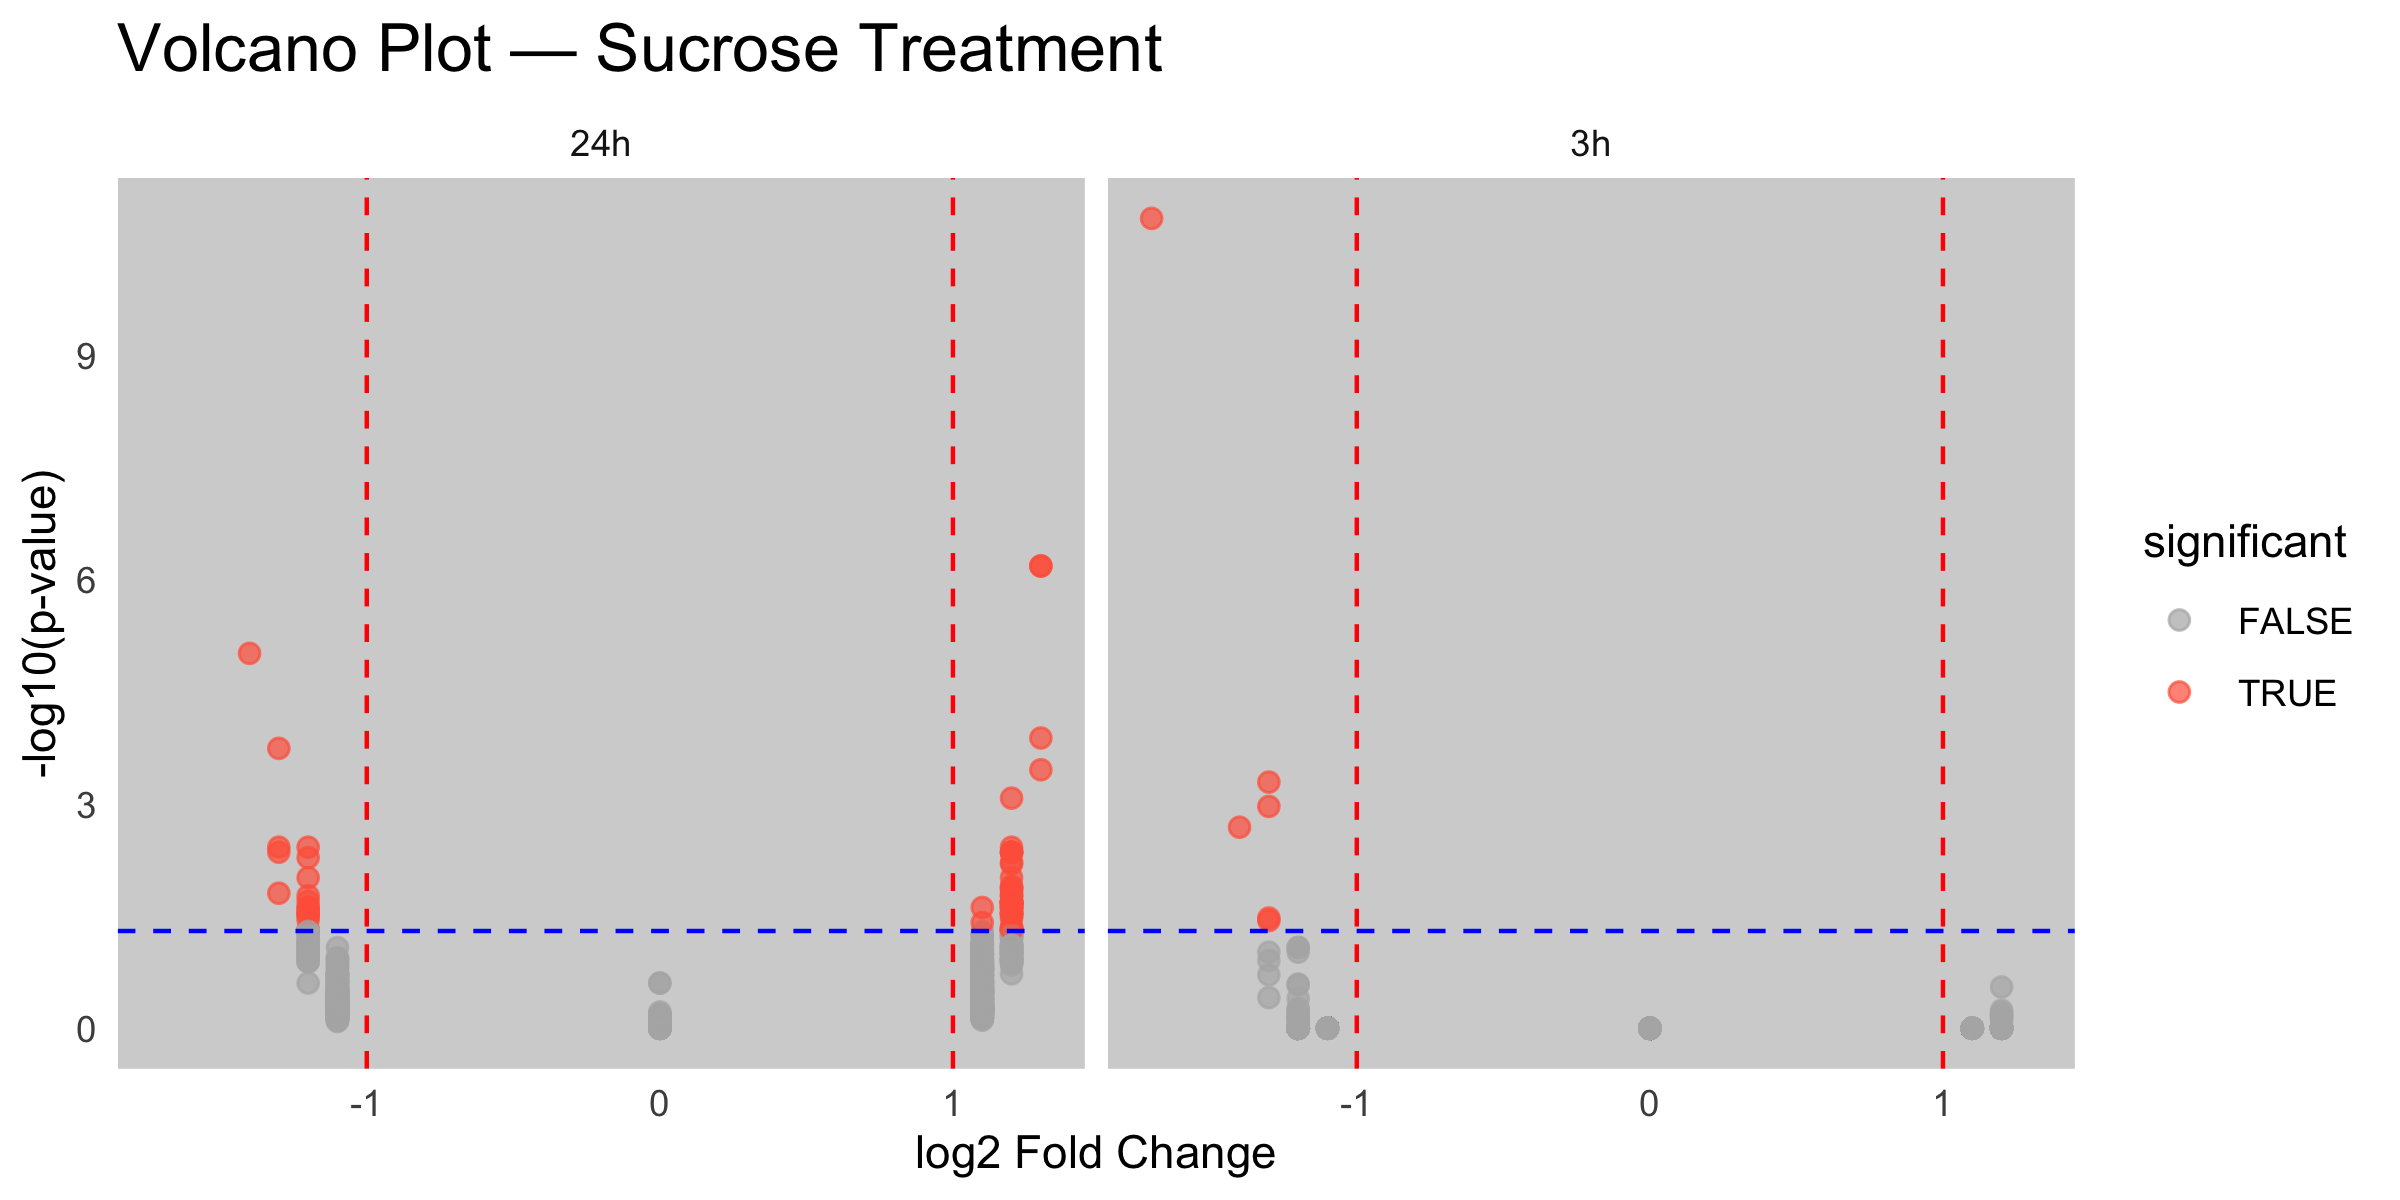 Volcano Plot — Sucrose Treatment
24h
3h
-log10(p-value)
9
6
3
0
-1
0
1
-1
0
1
log2 Fold Change
significant
FALSE
TRUE